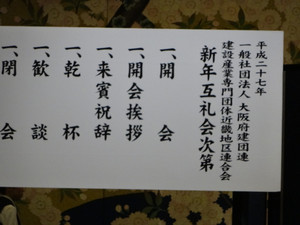 平成二十七年
一般社団法人 大阪府建団連
建設産業専門団体近畿地区連合会
新年互礼会次第
一、開会
一、開会挨拶
一、来賓祝辞
一、乾杯
一、歓談
一、閉会